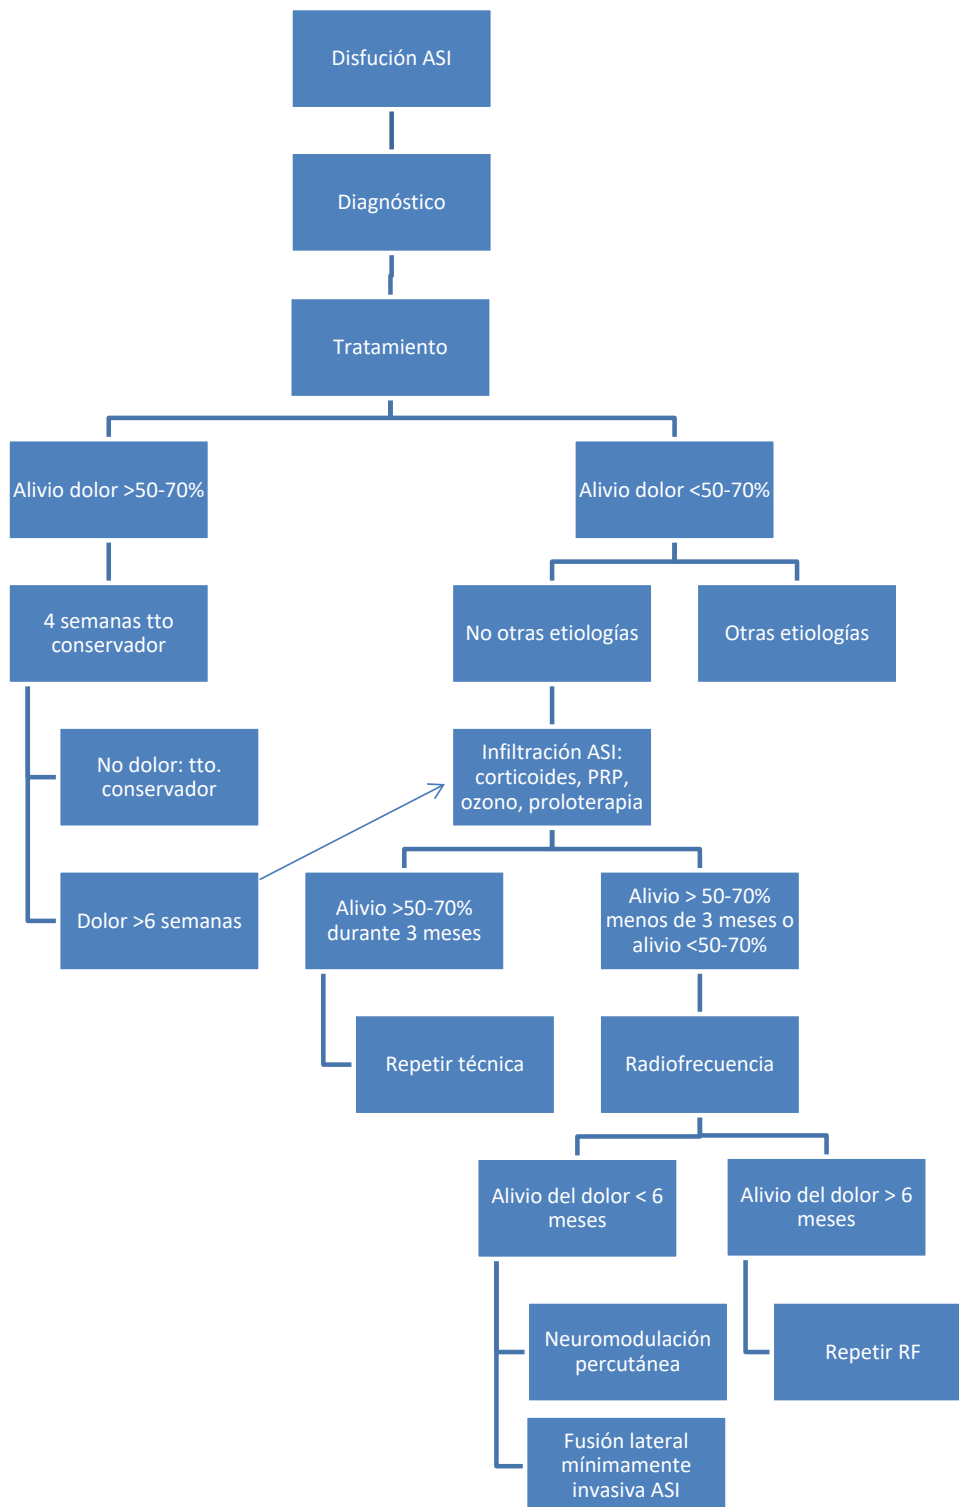 Disfución ASI
Diagnóstico
Tratamiento
Alivio dolor >50-70%
Alivio dolor <50-70%
4 semanas tto
conservador
No otras etiologías
Otras etiologías
No dolor: tto.
conservador
Infiltración ASI:
corticoides, PRP,
ozono, proloterapia
Dolor >6 semanas
Alivio >50-70%
durante 3 meses
Alivio > 50-70%
menos de 3 meses o
alivio <50-70%
Repetir técnica
Radiofrecuencia
Alivio del dolor < 6
meses
Alivio del dolor > 6
meses
Neuromodulación
percutánea
Repetir RF
Fusión lateral
mínimamente
invasiva ASI